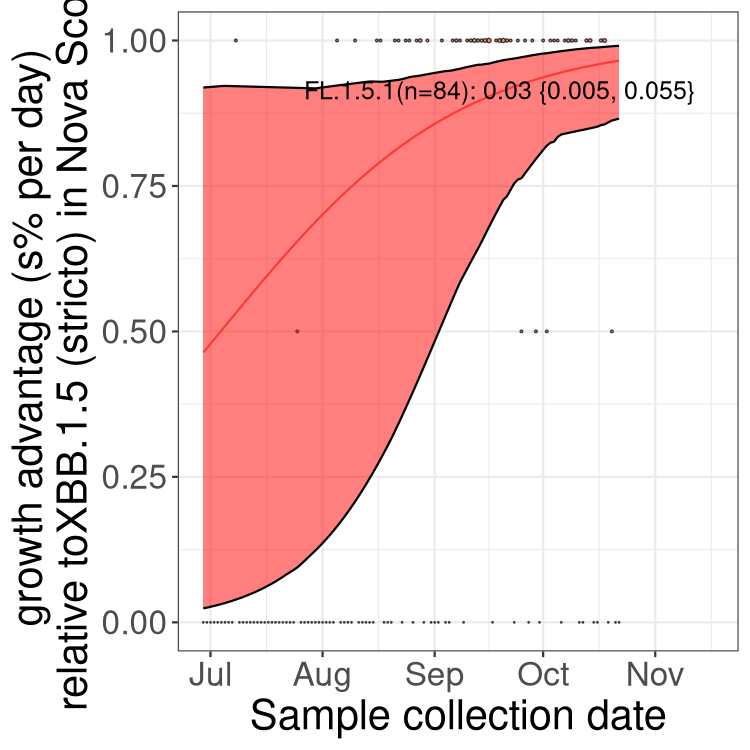 growth advantage (s% per day)
relative toXBB.1.5 (stricto) in Nova Sco
1.00
0.75
0.50
0.25
0.00
FL.1.5.1(n=84): 0.03 {0.005, 0.055}
Jul Aug Sep Oct Nov
Sample collection date